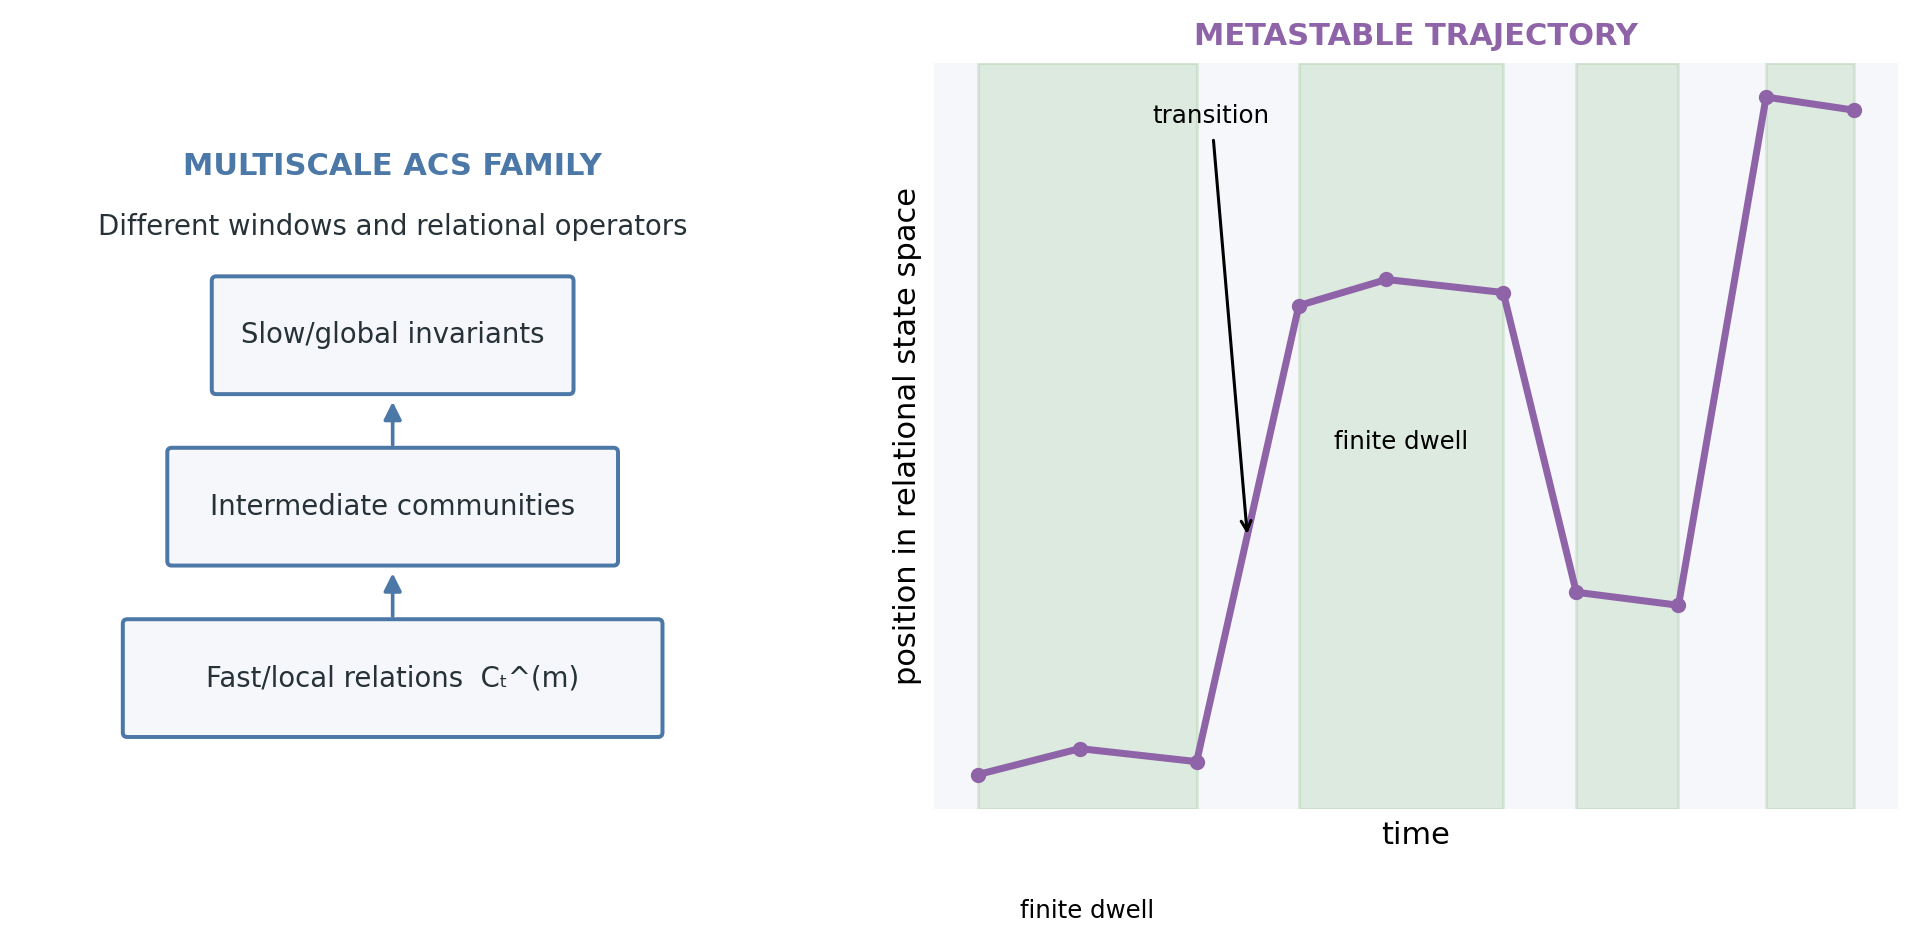 MULTISCALE ACS FAMILY
Different windows and relational operators
Slow/global invariants
Intermediate communities
Fast/local relations  Cₜ^(m)
METASTABLE TRAJECTORY
transition
position in relational state space
finite dwell
time
finite dwell